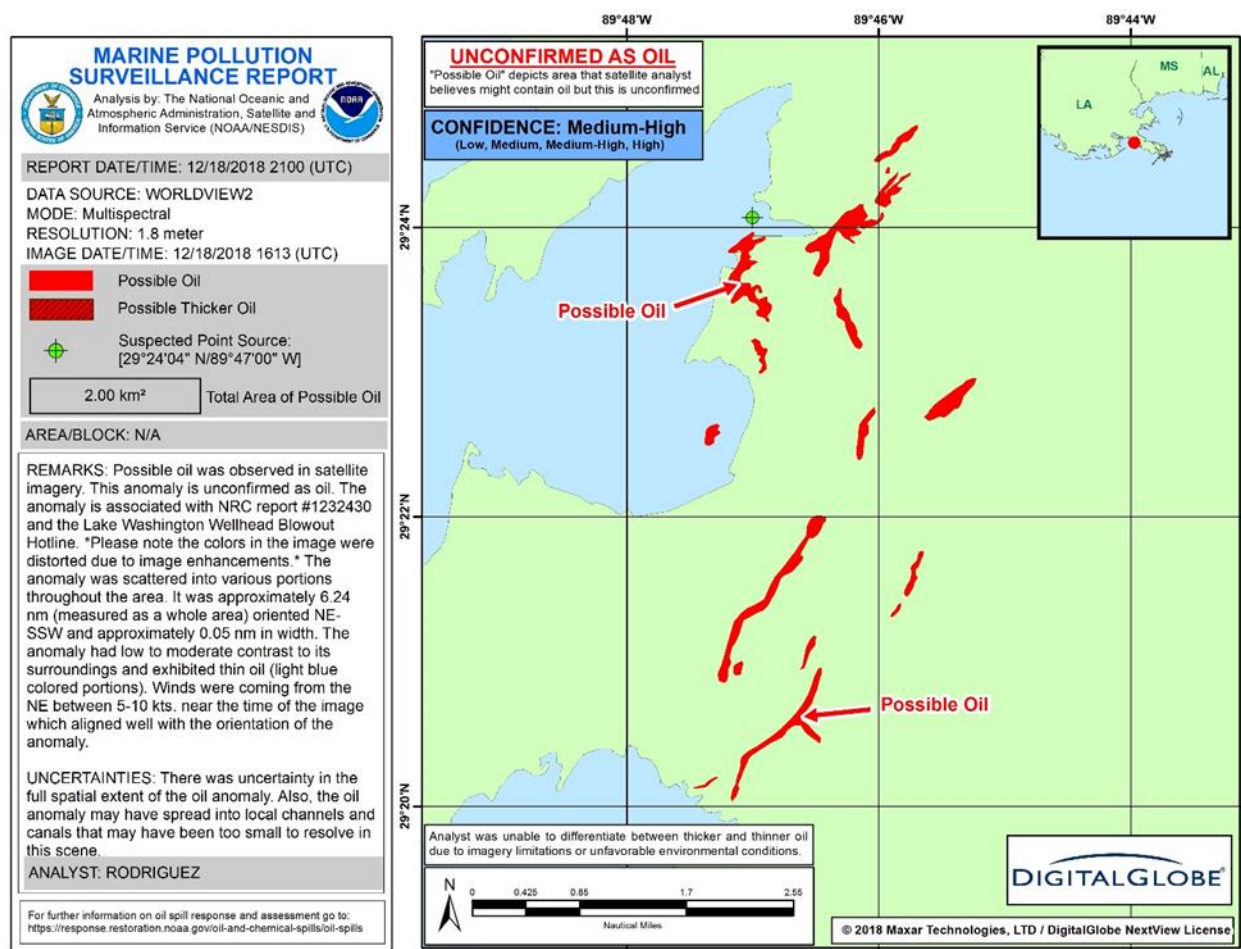 MARINE POLLUTION
SURVEILLANCE REPORT
Analysis by: The National Oceanic and
Atmospheric Administration, Satellite and
Information Service (NOAA/NESDIS)
NOAA
REPORT DATE/TIME: 12/18/2018 2100 (UTC)
DATA SOURCE: WORLDVIEW2
MODE: Multispectral
RESOLUTION: 1.8 meter
IMAGE DATE/TIME: 12/18/2018 1613 (UTC)
Possible Oil
Possible Thicker Oil
Suspected Point Source:
[29°24'04" N/89°47'00" W]
2.00 km² Total Area of Possible Oil
AREA/BLOCK: N/A
REMARKS: Possible oil was observed in satellite
imagery. This anomaly is unconfirmed as oil. The
anomaly is associated with NRC report #1232430
and the Lake Washington Wellhead Blowout
Hotline. *Please note the colors in the image were
distorted due to image enhancements.* The
anomaly was scattered into various portions
throughout the area. It was approximately 6.24
nm (measured as a whole area) oriented NE-
SSW and approximately 0.05 nm in width. The
anomaly had low to moderate contrast to its
surroundings and exhibited thin oil (light blue
colored portions). Winds were coming from the
NE between 5-10 kts. near the time of the image
which aligned well with the orientation of the
anomaly.
UNCERTAINTIES: There was uncertainty in the
full spatial extent of the oil anomaly. Also, the oil
anomaly may have spread into local channels and
canals that may have been too small to resolve in
this scene.
ANALYST: RODRIGUEZ
For further information on oil spill response and assessment go to:
https://response.restoration.noaa.gov/oil-and-chemical-spills/oil-spills
89°48'W 89°46'W 89°44'W
UNCONFIRMED AS OIL
"Possible Oil" depicts area that satellite analyst
believes might contain oil but this is unconfirmed
CONFIDENCE: Medium-High
(Low, Medium, Medium-High, High)
MS AL
LA
29°24'N
Possible Oil
29°22'N
Possible Oil
29°20'N
Analyst was unable to differentiate between thicker and thinner oil
due to imagery limitations or unfavorable environmental conditions.
N
0 0.425 0.85 1.7 2.55
Nautical Miles
DIGITALGLOBE®
© 2018 Maxar Technologies, LTD / DigitalGlobe NextView License